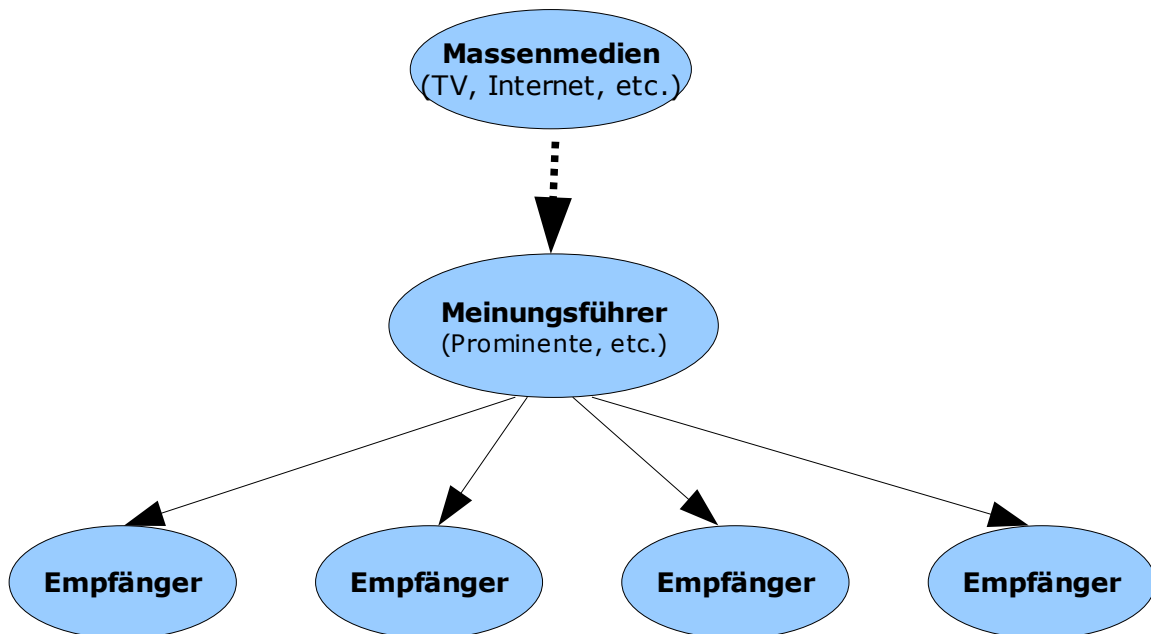 Massenmedien
(TV, Internet, etc.)
Meinungsführer
(Prominente, etc.)
Empfänger
Empfänger
Empfänger
Empfänger